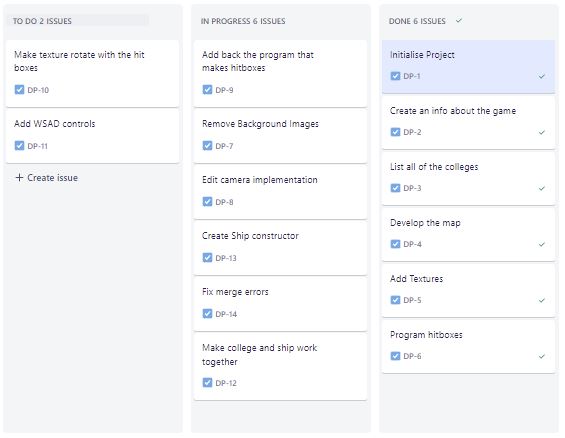 TO DO 2 ISSUES
Make texture rotate with the hit
boxes
DP-10
Add WSAD controls
DP-11
+ Create issue
IN PROGRESS 6 ISSUES
Add back the program that
makes hitboxes
DP-9
Remove Background Images
DP-7
Edit camera implementation
DP-8
Create Ship constructor
DP-13
Fix merge errors
DP-14
Make college and ship work
together
DP-12
DONE 6 ISSUES
Initialise Project
DP-1
Create an info about the game
DP-2
List all of the colleges
DP-3
Develop the map
DP-4
Add Textures
DP-5
Program hitboxes
DP-6